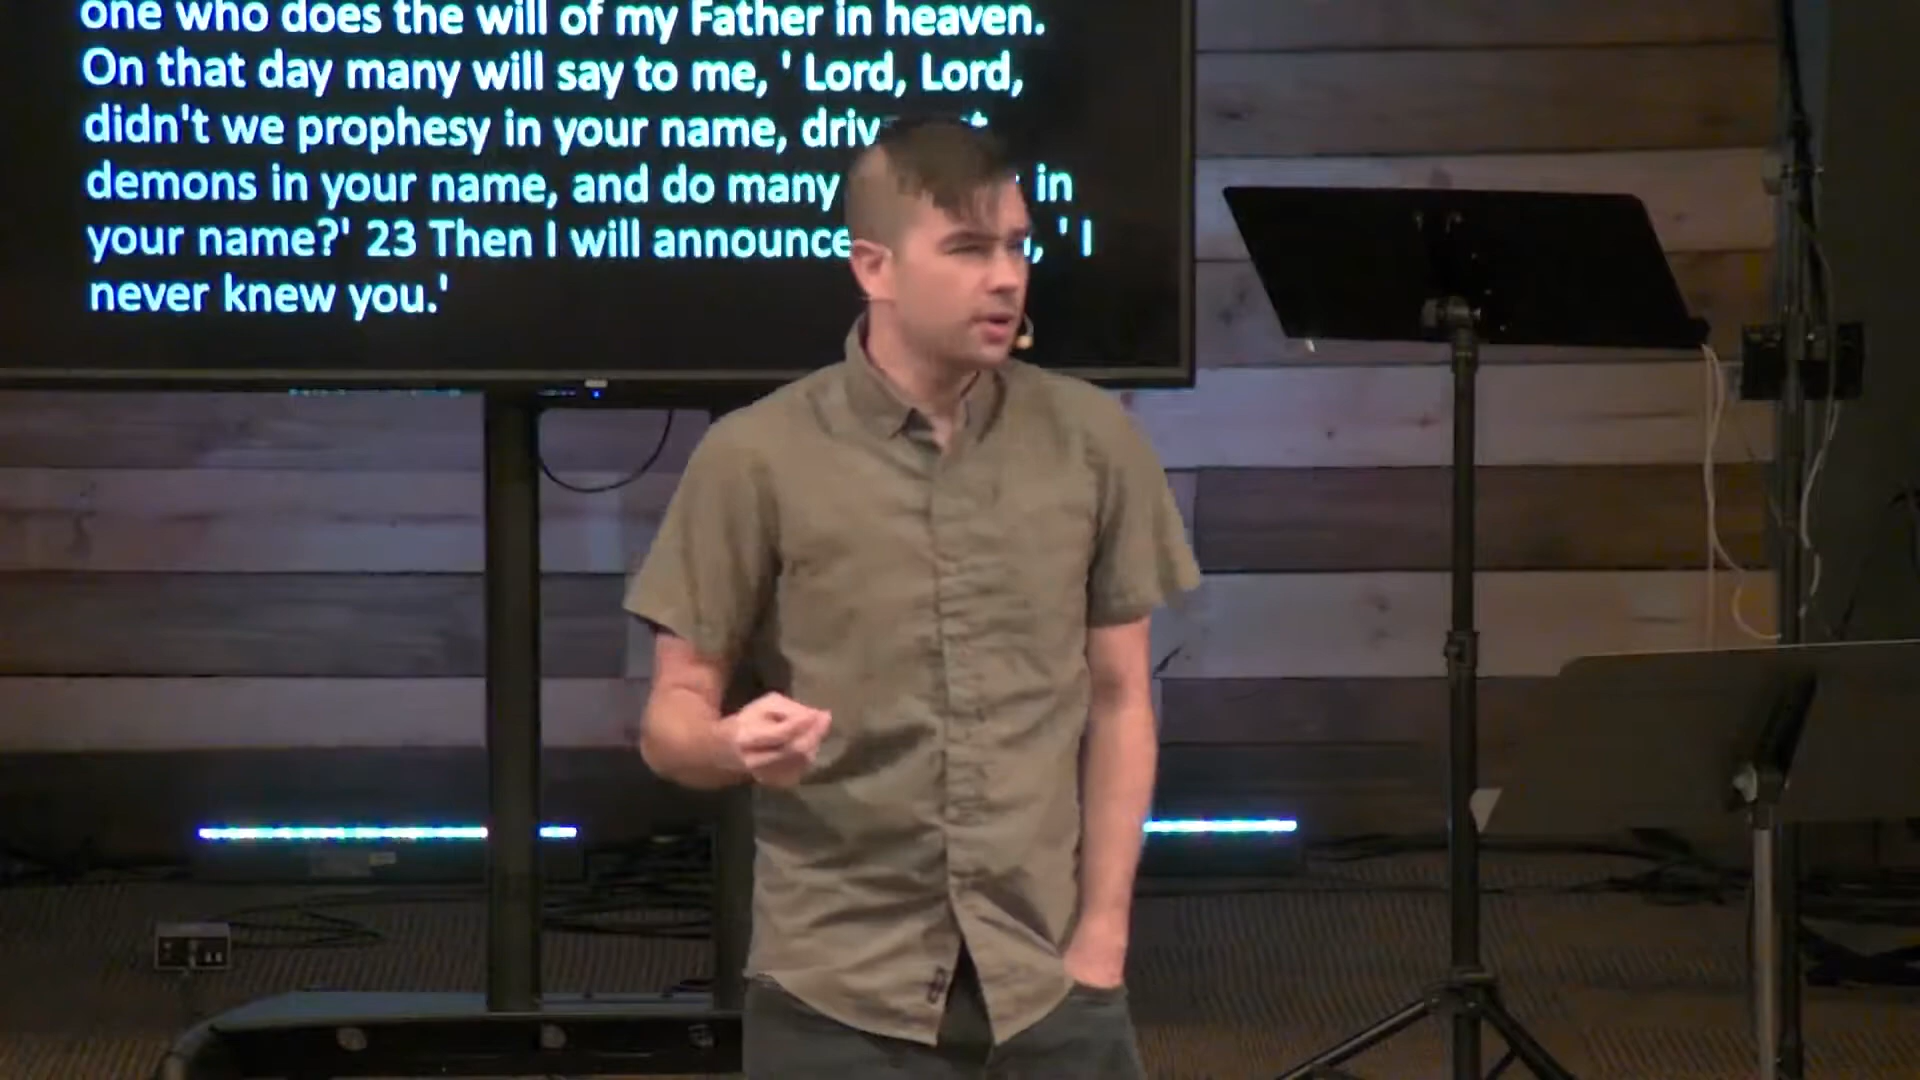 one who does the will of my Father in heaven.
On that day many will say to me, ' Lord, Lord,
didn't we prophesy in your name,
demons in your name, and do many in
your name?' 23 Then I will announce ' I
never knew you.'